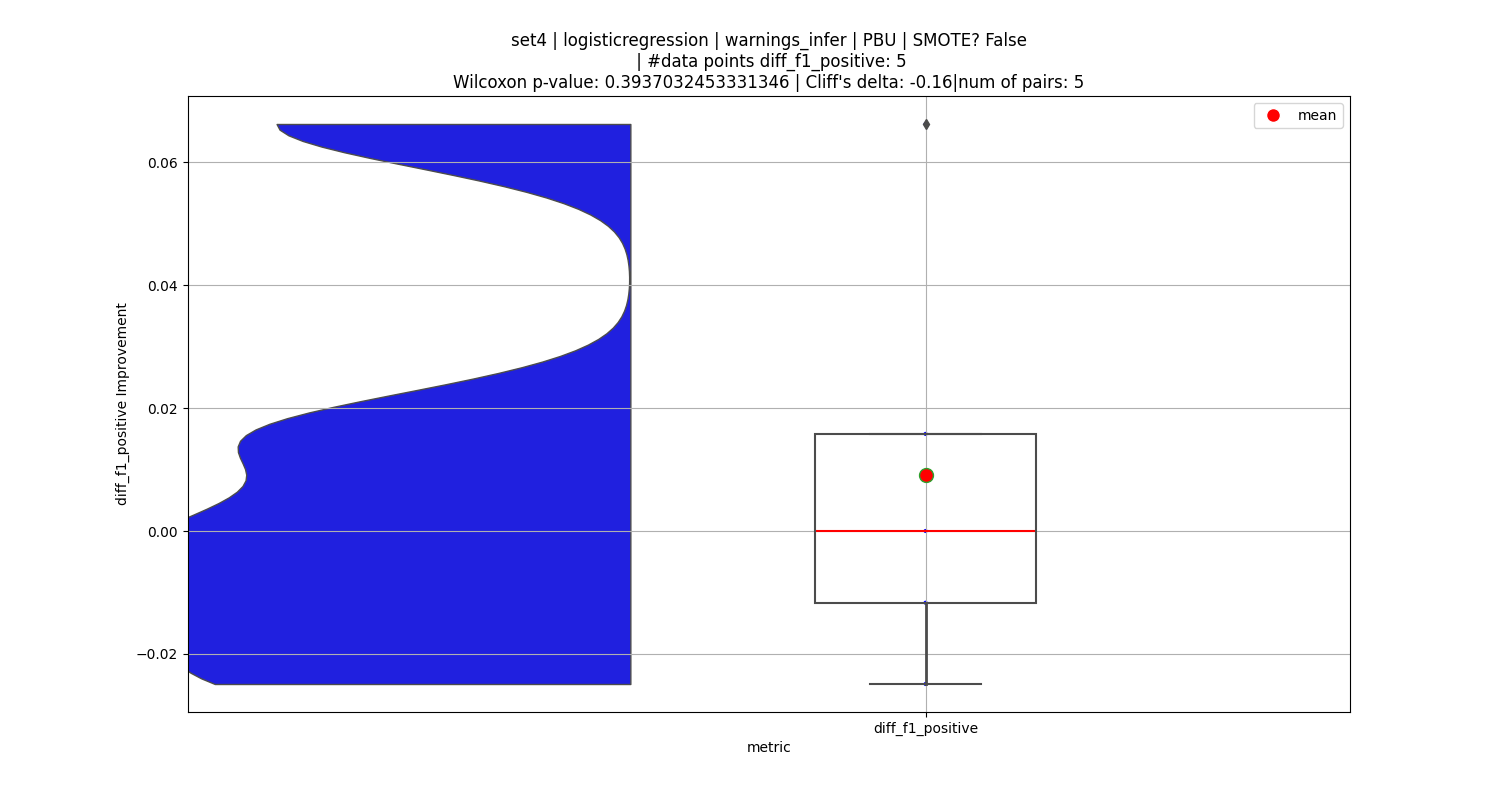 set4 | logisticregression | warnings_infer | PBU | SMOTE? False
| #data points diff_f1_positive: 5
Wilcoxon p-value: 0.3937032453331346 | Cliff's delta: -0.16|num of pairs: 5
mean
0.06
0.04
0.02
0.00
−0.02
diff_f1_positive Improvement
diff_f1_positive
metric